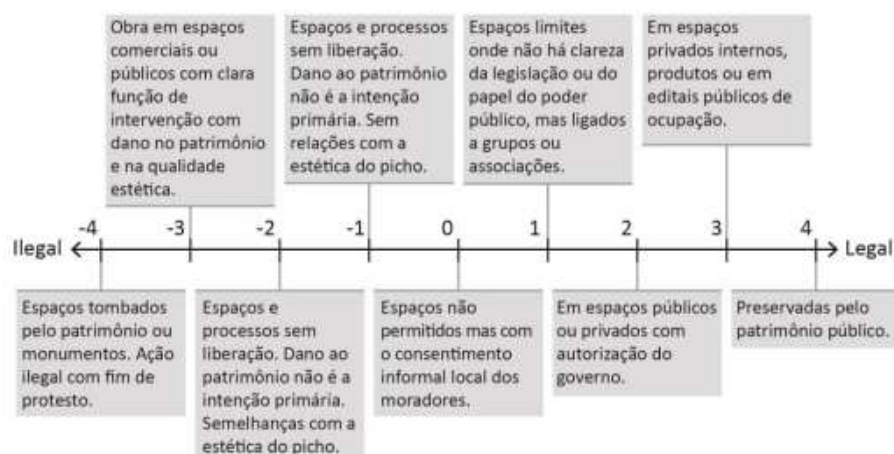 Obra em espaços
comerciais ou
públicos com clara
função de
intervenção com
dano no patrimônio
e na qualidade
estética.
Espaços e processos
sem liberação.
Dano ao patrimônio
não é a intenção
primária. Sem
relações com a
estética do picho.
Espaços limites
onde não há clareza
da legislação ou do
papel do poder
público, mas ligados
a grupos ou
associações.
Em espaços
privados internos,
produtos ou em
editais públicos de
ocupação.
-4 -3 -2 -1 0 1 2 3 4
Ilegal Legal
Espaços tombados
pelo patrimônio ou
monumentos. Ação
ilegal com fim de
protesto.
Espaços e
processos sem
liberação. Dano ao
patrimônio não é a
intenção primária.
Semelhanças com a
estética do picho.
Espaços não
permitidos mas com
o consentimento
informal local dos
moradores.
Em espaços públicos
ou privados com
autorização do
governo.
Preservadas pelo
patrimônio público.